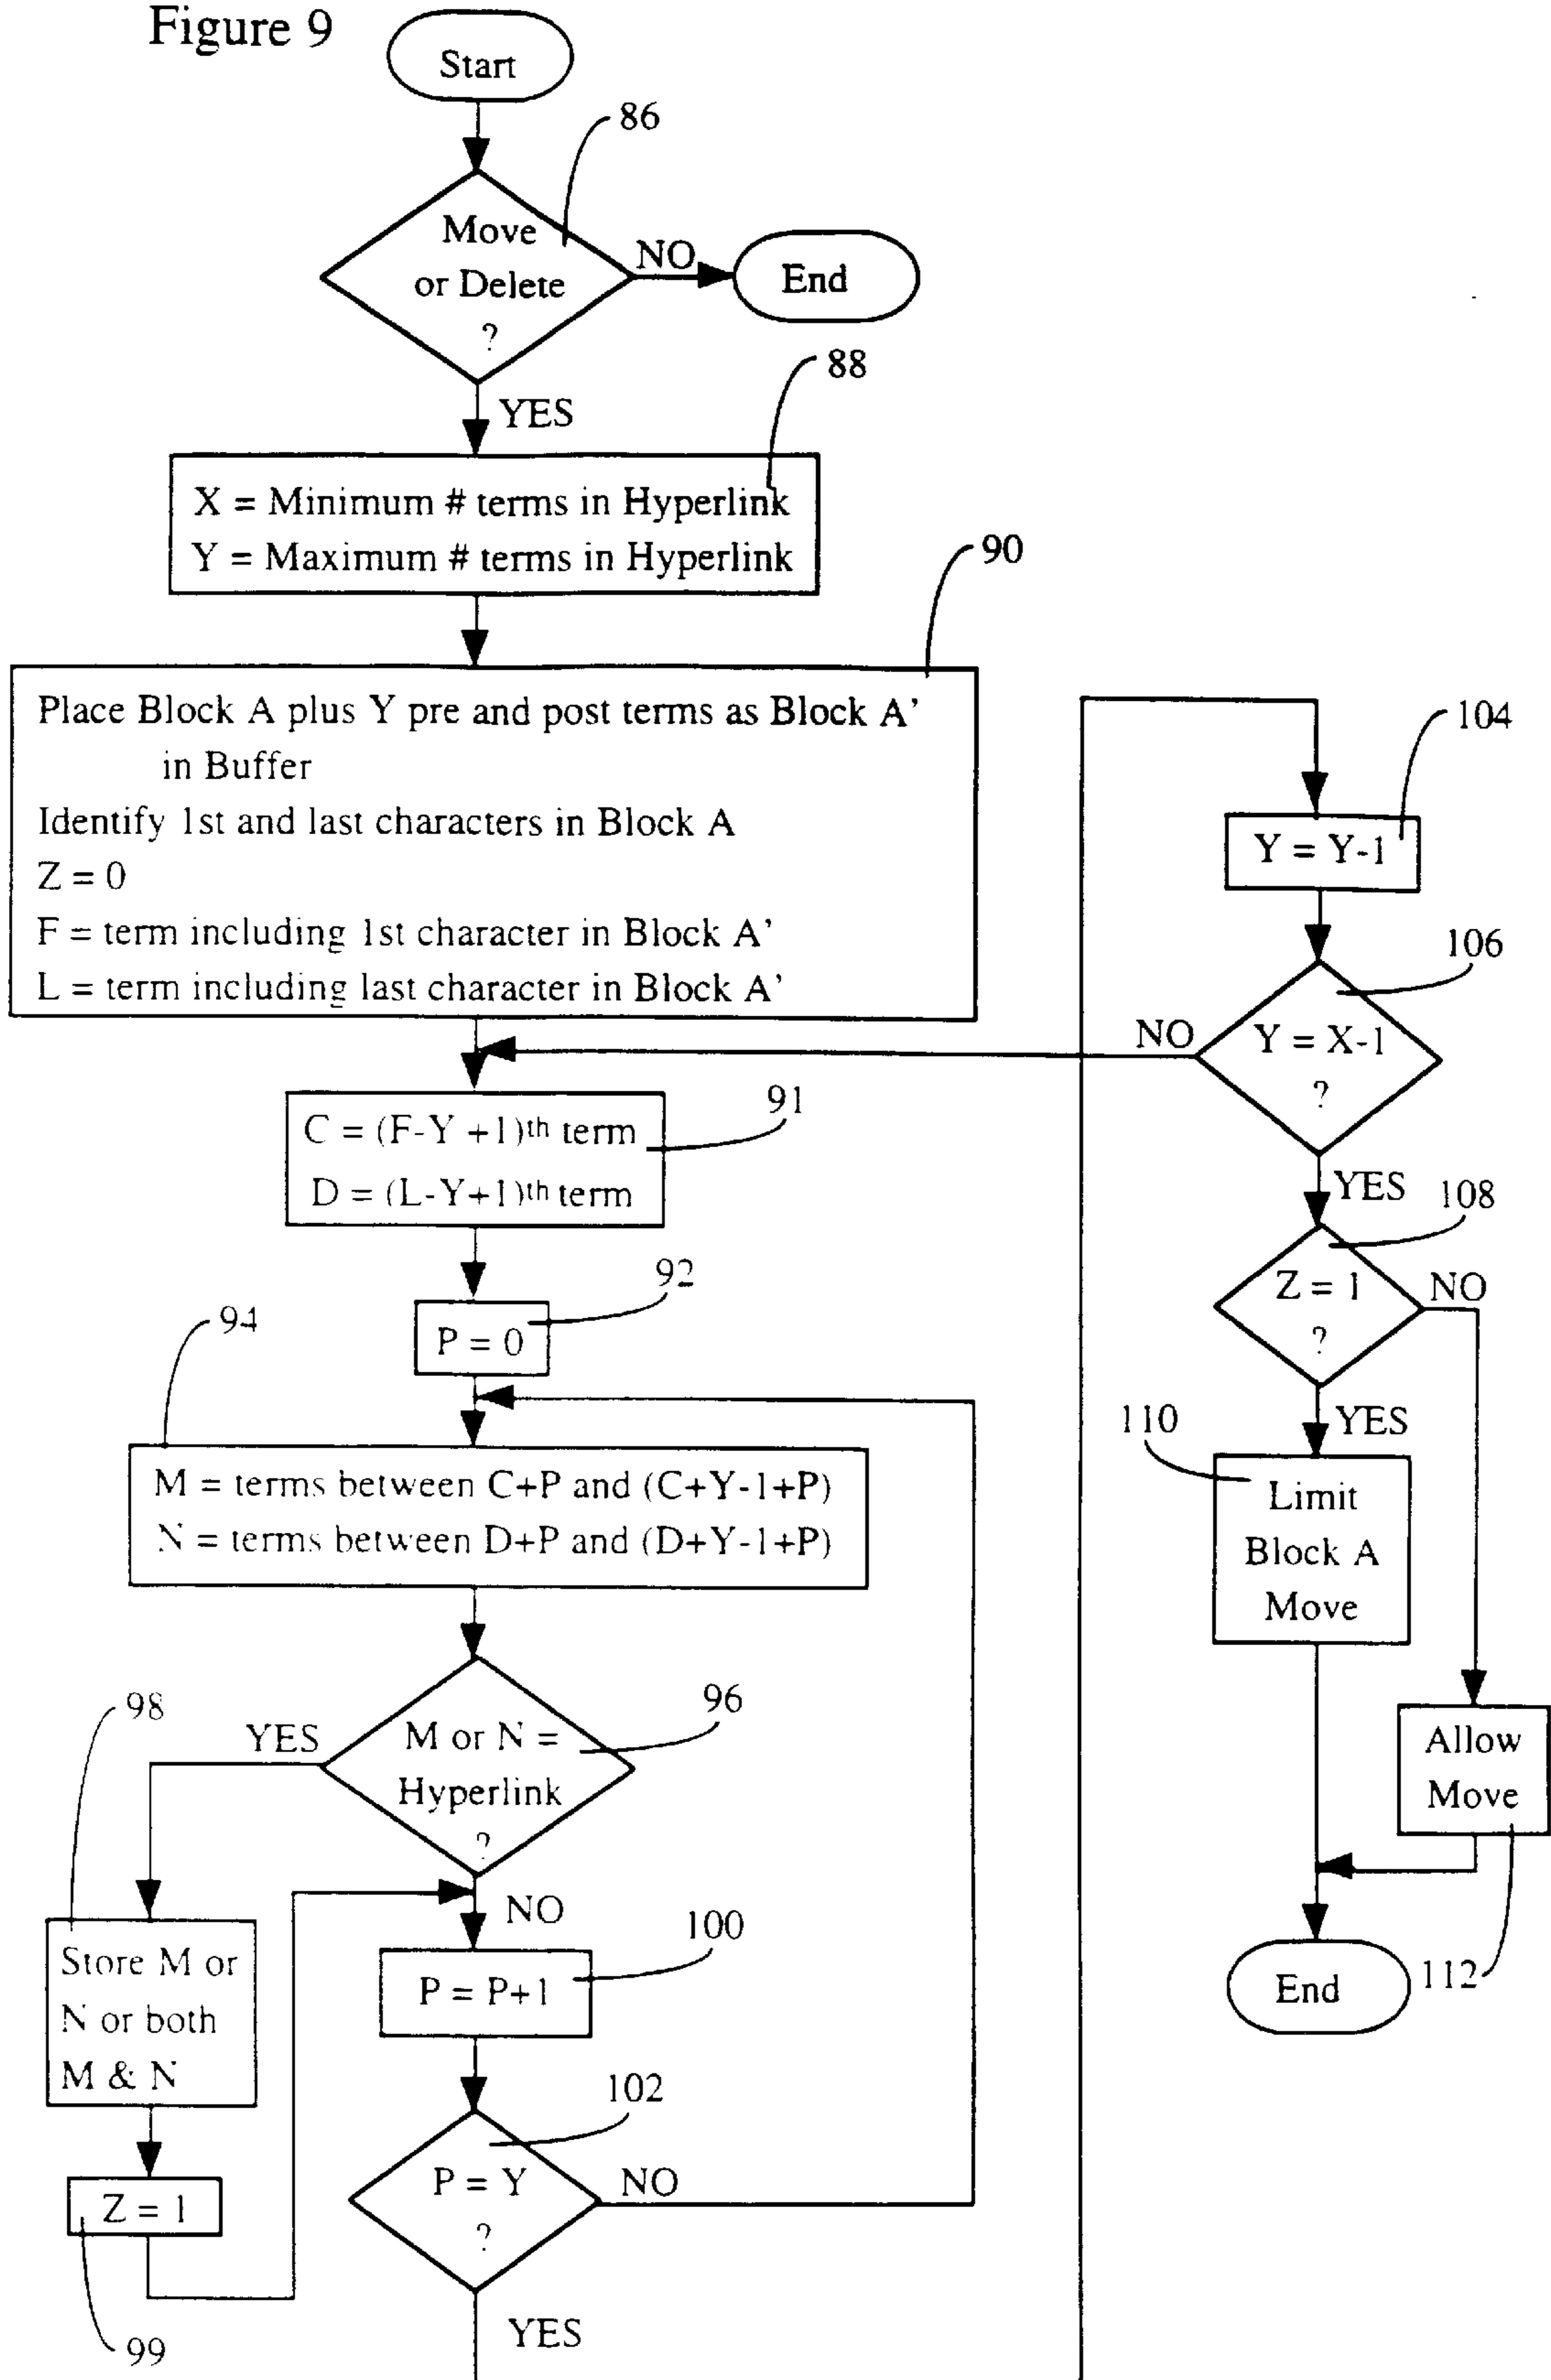 Figure 9
Start
86
Move
or Delete
?
NO
End
YES
88
X = Minimum # terms in Hyperlink
Y = Maximum # terms in Hyperlink
90
Place Block A plus Y pre and post terms as Block A'
in Buffer
Identify 1st and last characters in Block A
Z = 0
F = term including 1st character in Block A'
L = term including last character in Block A'
91
C = (F-Y +1)th term
D = (L-Y+1)th term
92
P = 0
94
M = terms between C+P and (C+Y-1+P)
N = terms between D+P and (D+Y-1+P)
96
M or N =
Hyperlink
?
YES
NO
98
Store M or
N or both
M & N
Z = 1
99
100
P = P+1
102
P = Y
?
NO
YES
104
Y = Y-1
106
Y = X-1
?
NO
YES
108
Z = 1
?
NO
YES
110
Limit
Block A
Move
Allow
Move
112
End